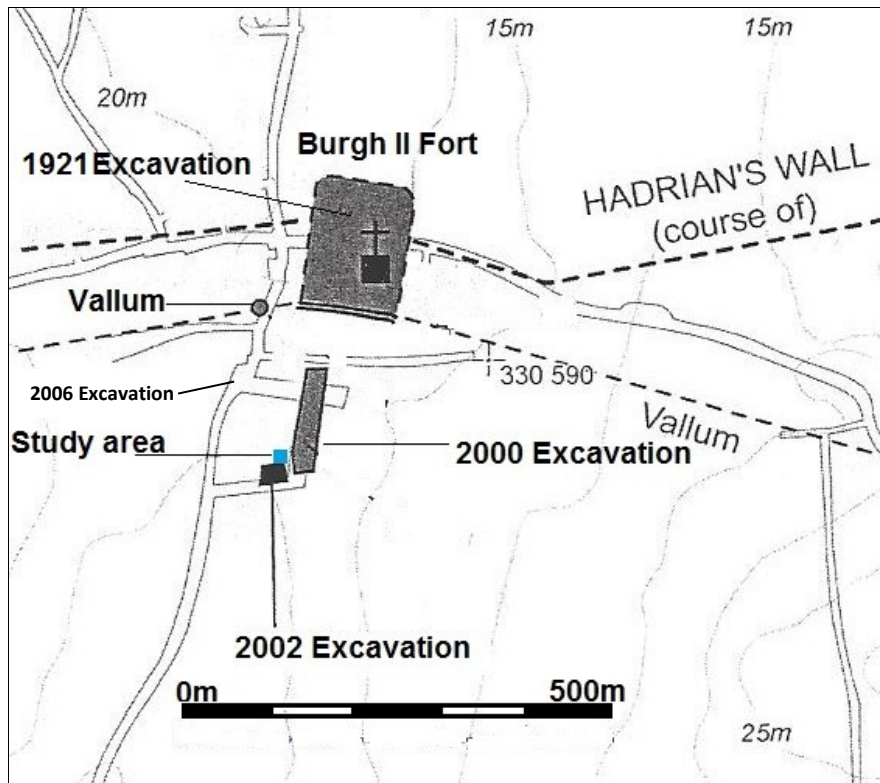 15m
15m
20m
Burgh II Fort
1921Excavation
HADRIAN'S WALL
(course of)
Vallum
330 590
2006 Excavation
Vallum
Study area
2000 Excavation
2002 Excavation
0m
500m
25m